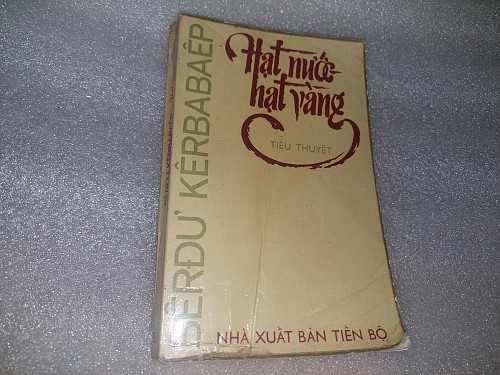 BERĐƯ KÊRBABAÊP
Hạt nước
hạt vàng
TIỂU THUYẾT
NHÀ XUẤT BẢN TIẾN BỘ